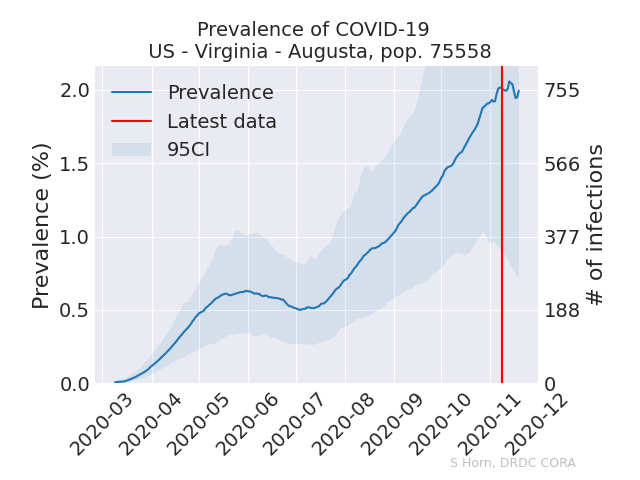 Prevalence of COVID-19
US - Virginia - Augusta, pop. 75558
Prevalence
Latest data
95CI
Prevalence (%)
2.0
1.5
1.0
0.5
0.0
# of infections
755
566
377
188
0
2020-03
2020-04
2020-05
2020-06
2020-07
2020-08
2020-09
2020-10
2020-11
2020-12
S Horn, DRDC CORA